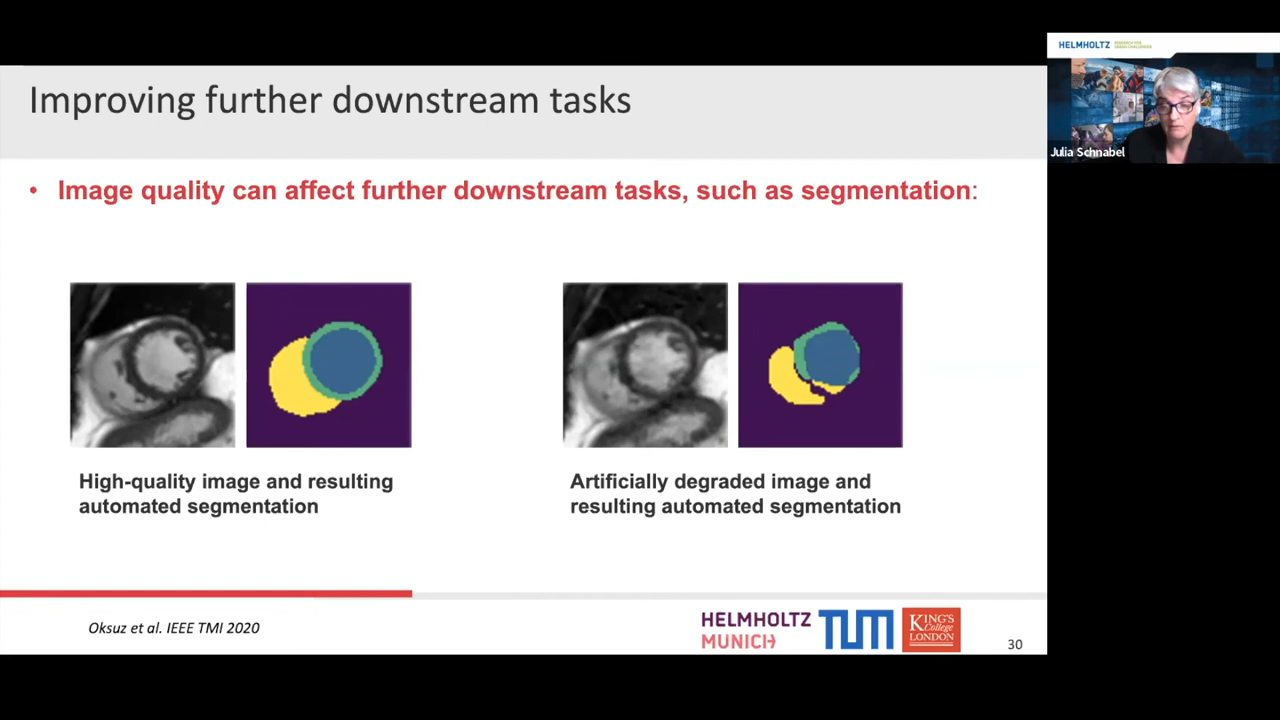 Improving further downstream tasks
HELMHOLTZ
Julia Schnabel
• Image quality can affect further downstream tasks, such as segmentation:
High-quality image and resulting
automated segmentation
Artificially degraded image and
resulting automated segmentation
Oksuz et al. IEEE TMI 2020
HELMHOLTZ
MUNICH
TUM
KING'S
College
LONDON
30